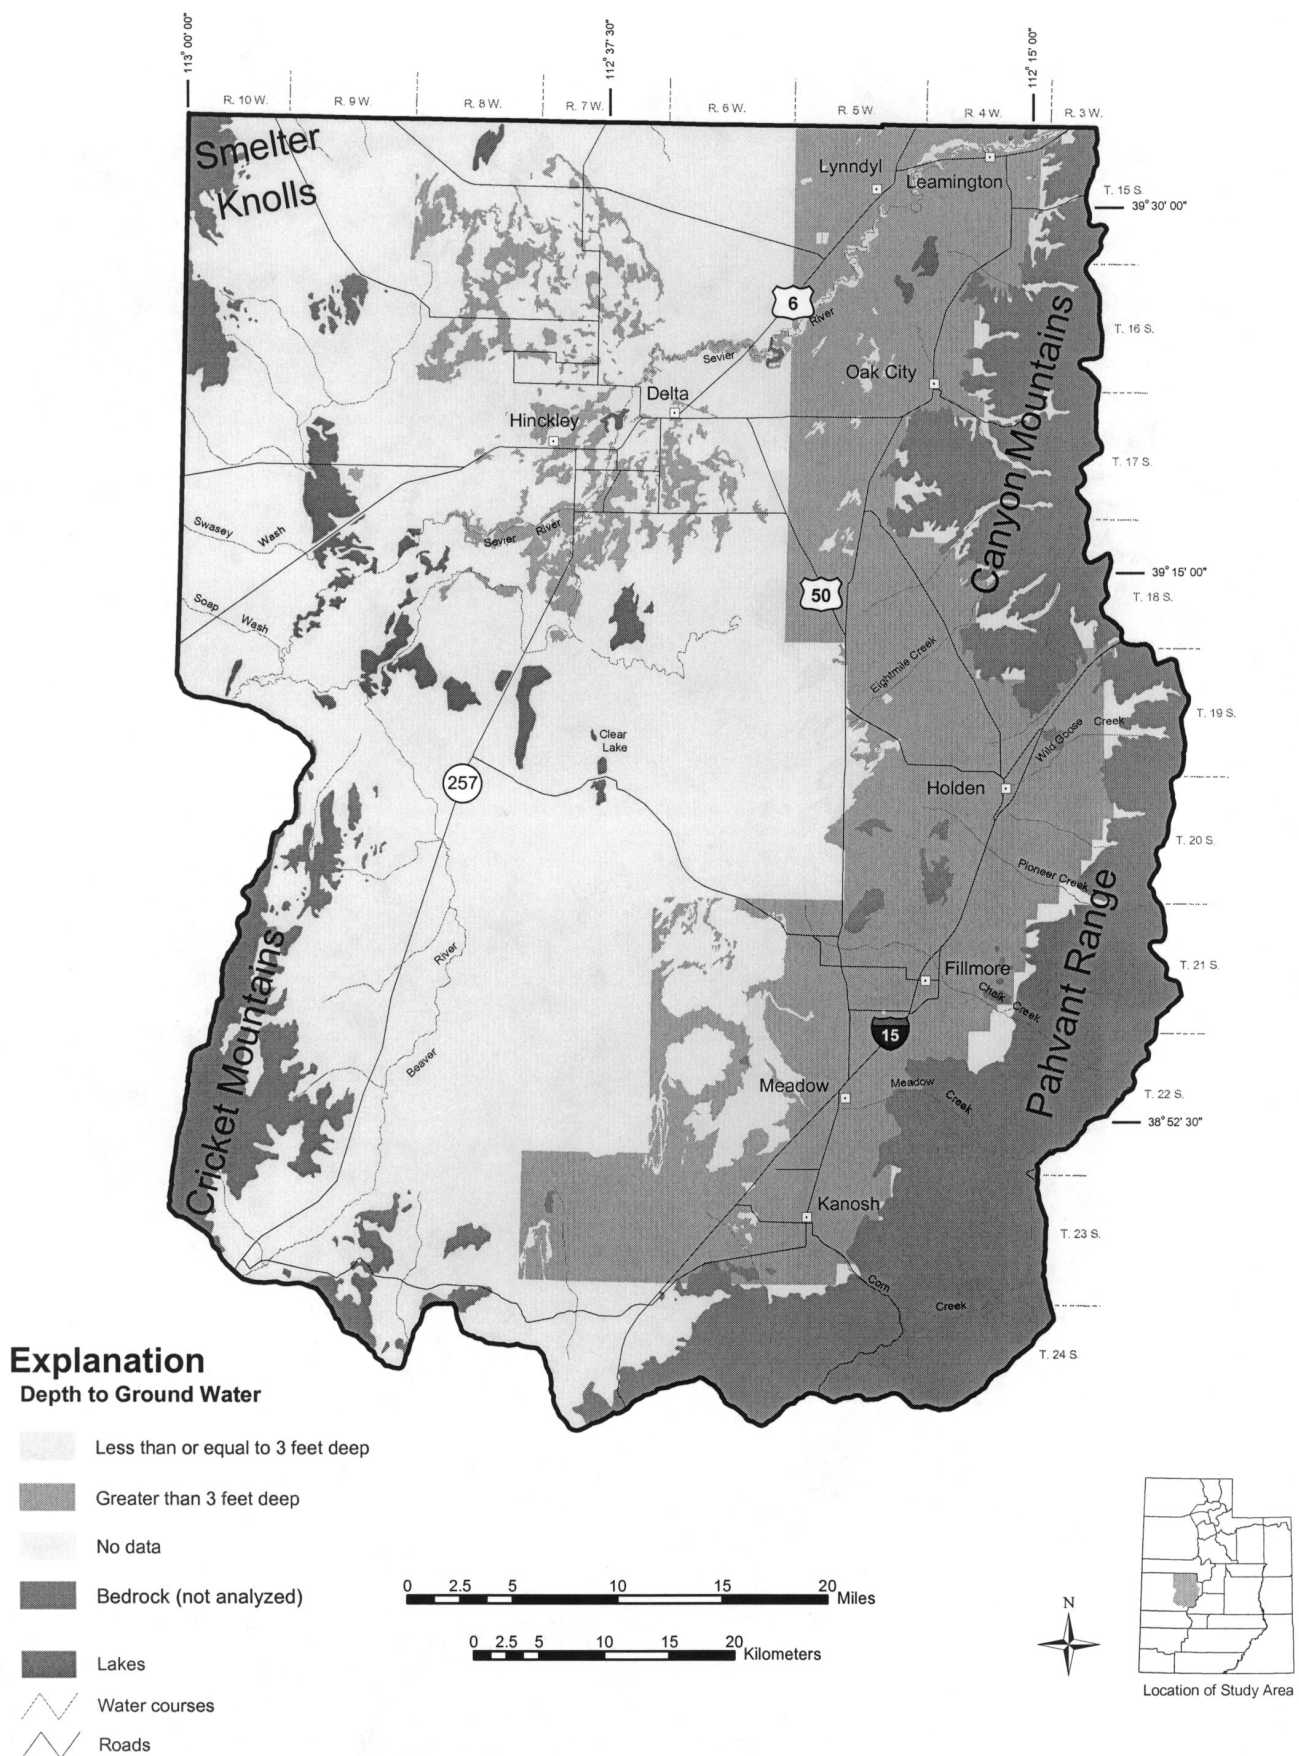 113° 00' 00"
112° 37' 30"
112° 15' 00"
R. 10 W.
R. 9 W.
R. 8 W.
R. 7 W.
R. 6 W.
R. 5 W.
R. 4 W.
R. 3 W.
Smelter
Knolls
Lynndyl
Leamington
T. 15 S.
39° 30' 00"
6
River
Sevier
T. 16 S.
Oak City
Delta
Hinckley
Canyon Mountains
T. 17 S.
Swasey
Wash
Sevier
River
39° 15' 00"
50
T. 18 S.
Soap
Wash
Eightmile Creek
T. 19 S.
Wild Goose
Creek
Clear
Lake
257
Holden
T. 20 S.
Pioneer Creek
Pahvant Range
Cricket Mountains
River
T. 21 S.
Fillmore
Chalk
Creek
15
Beaver
Meadow
Meadow
Creek
T. 22 S.
38° 52' 30"
Kanosh
T. 23 S.
Corn
Creek
T. 24 S.
Explanation
Depth to Ground Water
Less than or equal to 3 feet deep
Greater than 3 feet deep
No data
Bedrock (not analyzed)
Lakes
Water courses
Roads
0 2.5 5 10 15 20 Miles
0 2.5 5 10 15 20 Kilometers
N
Location of Study Area